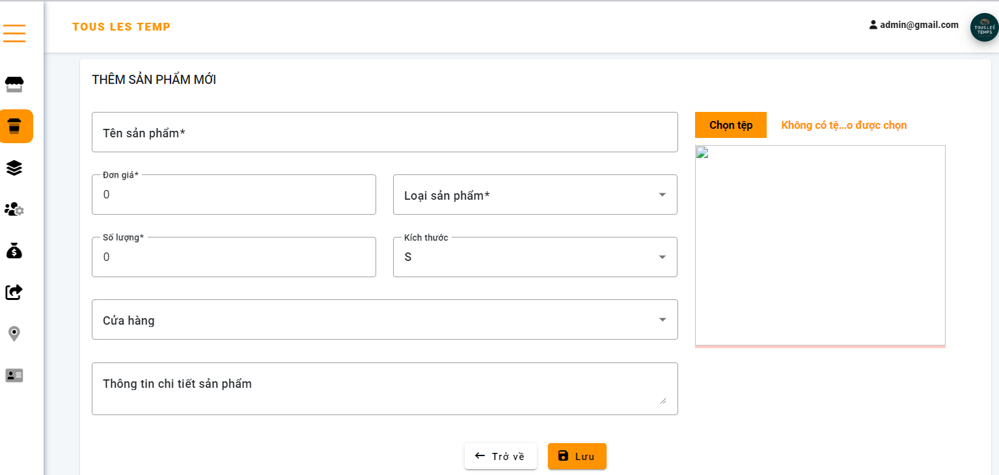 TOUS LES TEMP
admin@gmail.com
TOUS LES
TEMPS
THÊM SẢN PHẨM MỚI
Tên sản phẩm*
Chọn tệp
Không có tệ...o được chọn
Đơn giá*
0
Loại sản phẩm*
Số lượng*
0
Kích thước
S
Cửa hàng
Thông tin chi tiết sản phẩm
Trở về
Lưu